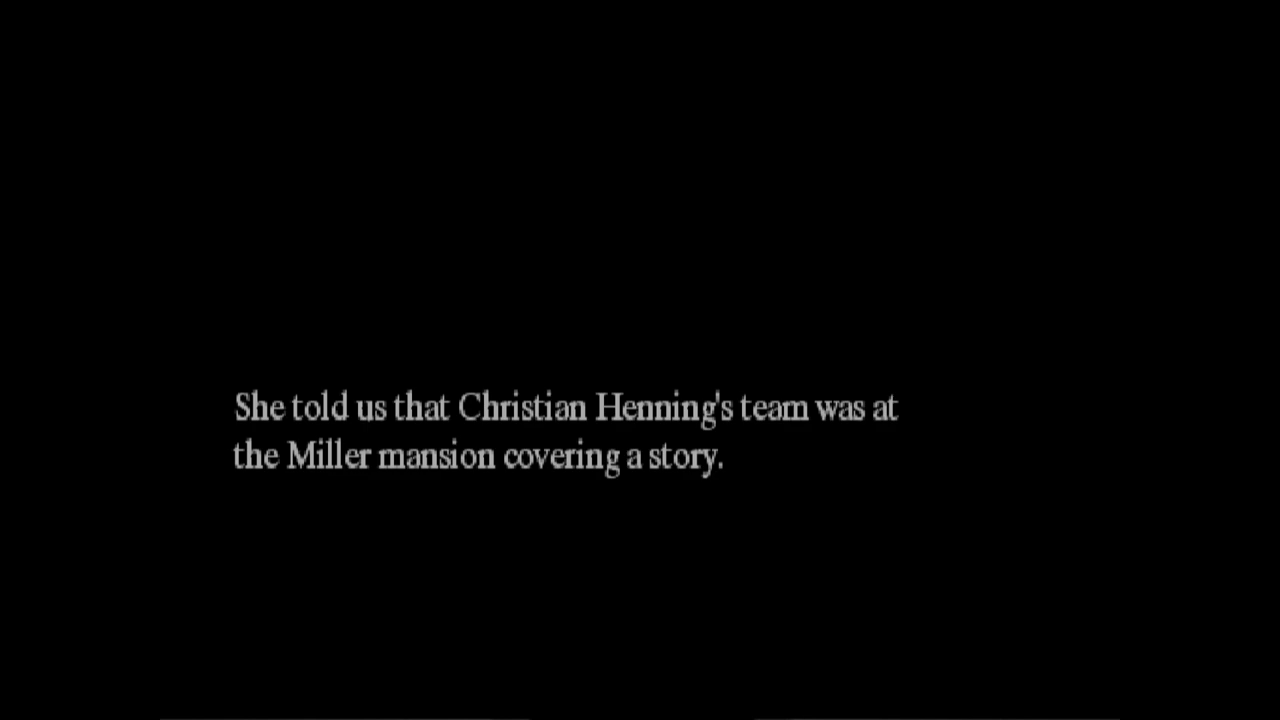 She told us that Christian Henning's team was at
the Miller mansion covering a story.